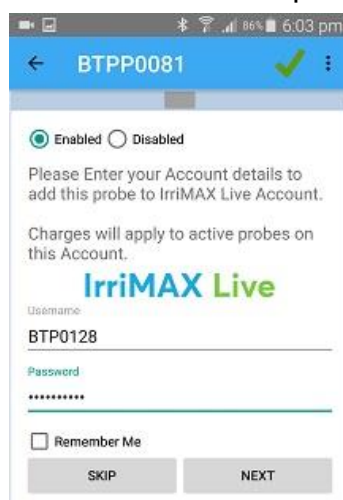 86% 6:03 pm
BTPP0081
Enabled Disabled
Please Enter your Account details to
add this probe to IrriMAX Live Account.
Charges will apply to active probes on
this Account.
IrriMAX Live
Username
BTP0128
Password
••••••••••
Remember Me
SKIP NEXT